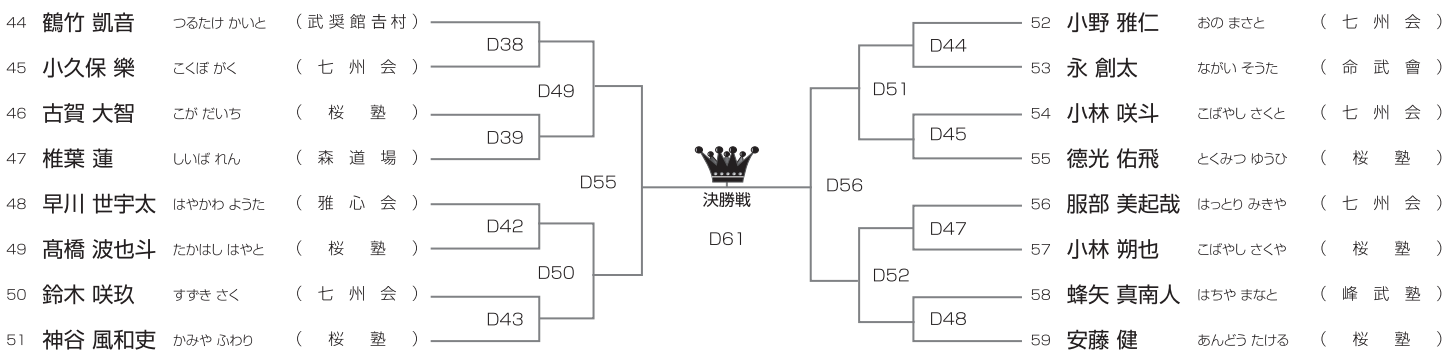 44 鶴竹 凱音 つるたけ かいと （武奨館𠮷村）
45 小久保 樂 こくぼ がく （七州会）
46 古賀 大智 こが だいち （桜塾）
47 椎葉 蓮 しいば れん （森道場）
48 早川 世宇太 はやかわ ようた （雅心会）
49 髙橋 波也斗 たかはし はやと （桜塾）
50 鈴木 咲玖 すずき さく （七州会）
51 神谷 風和吏 かみや ふわり （桜塾）
D38
D39
D42
D43
D49
D50
D55
決勝戦
D61
D56
D51
D52
D44
D45
D47
D48
52 小野 雅仁 おの まさと （七州会）
53 永 創太 ながい そうた （命武會）
54 小林 咲斗 こばやし さくと （七州会）
55 德光 佑飛 とくみつ ゆうひ （桜塾）
56 服部 美起哉 はっとり みきや （七州会）
57 小林 朔也 こばやし さくや （桜塾）
58 蜂矢 真南人 はちや まなと （峰武塾）
59 安藤 健 あんどう たける （桜塾）